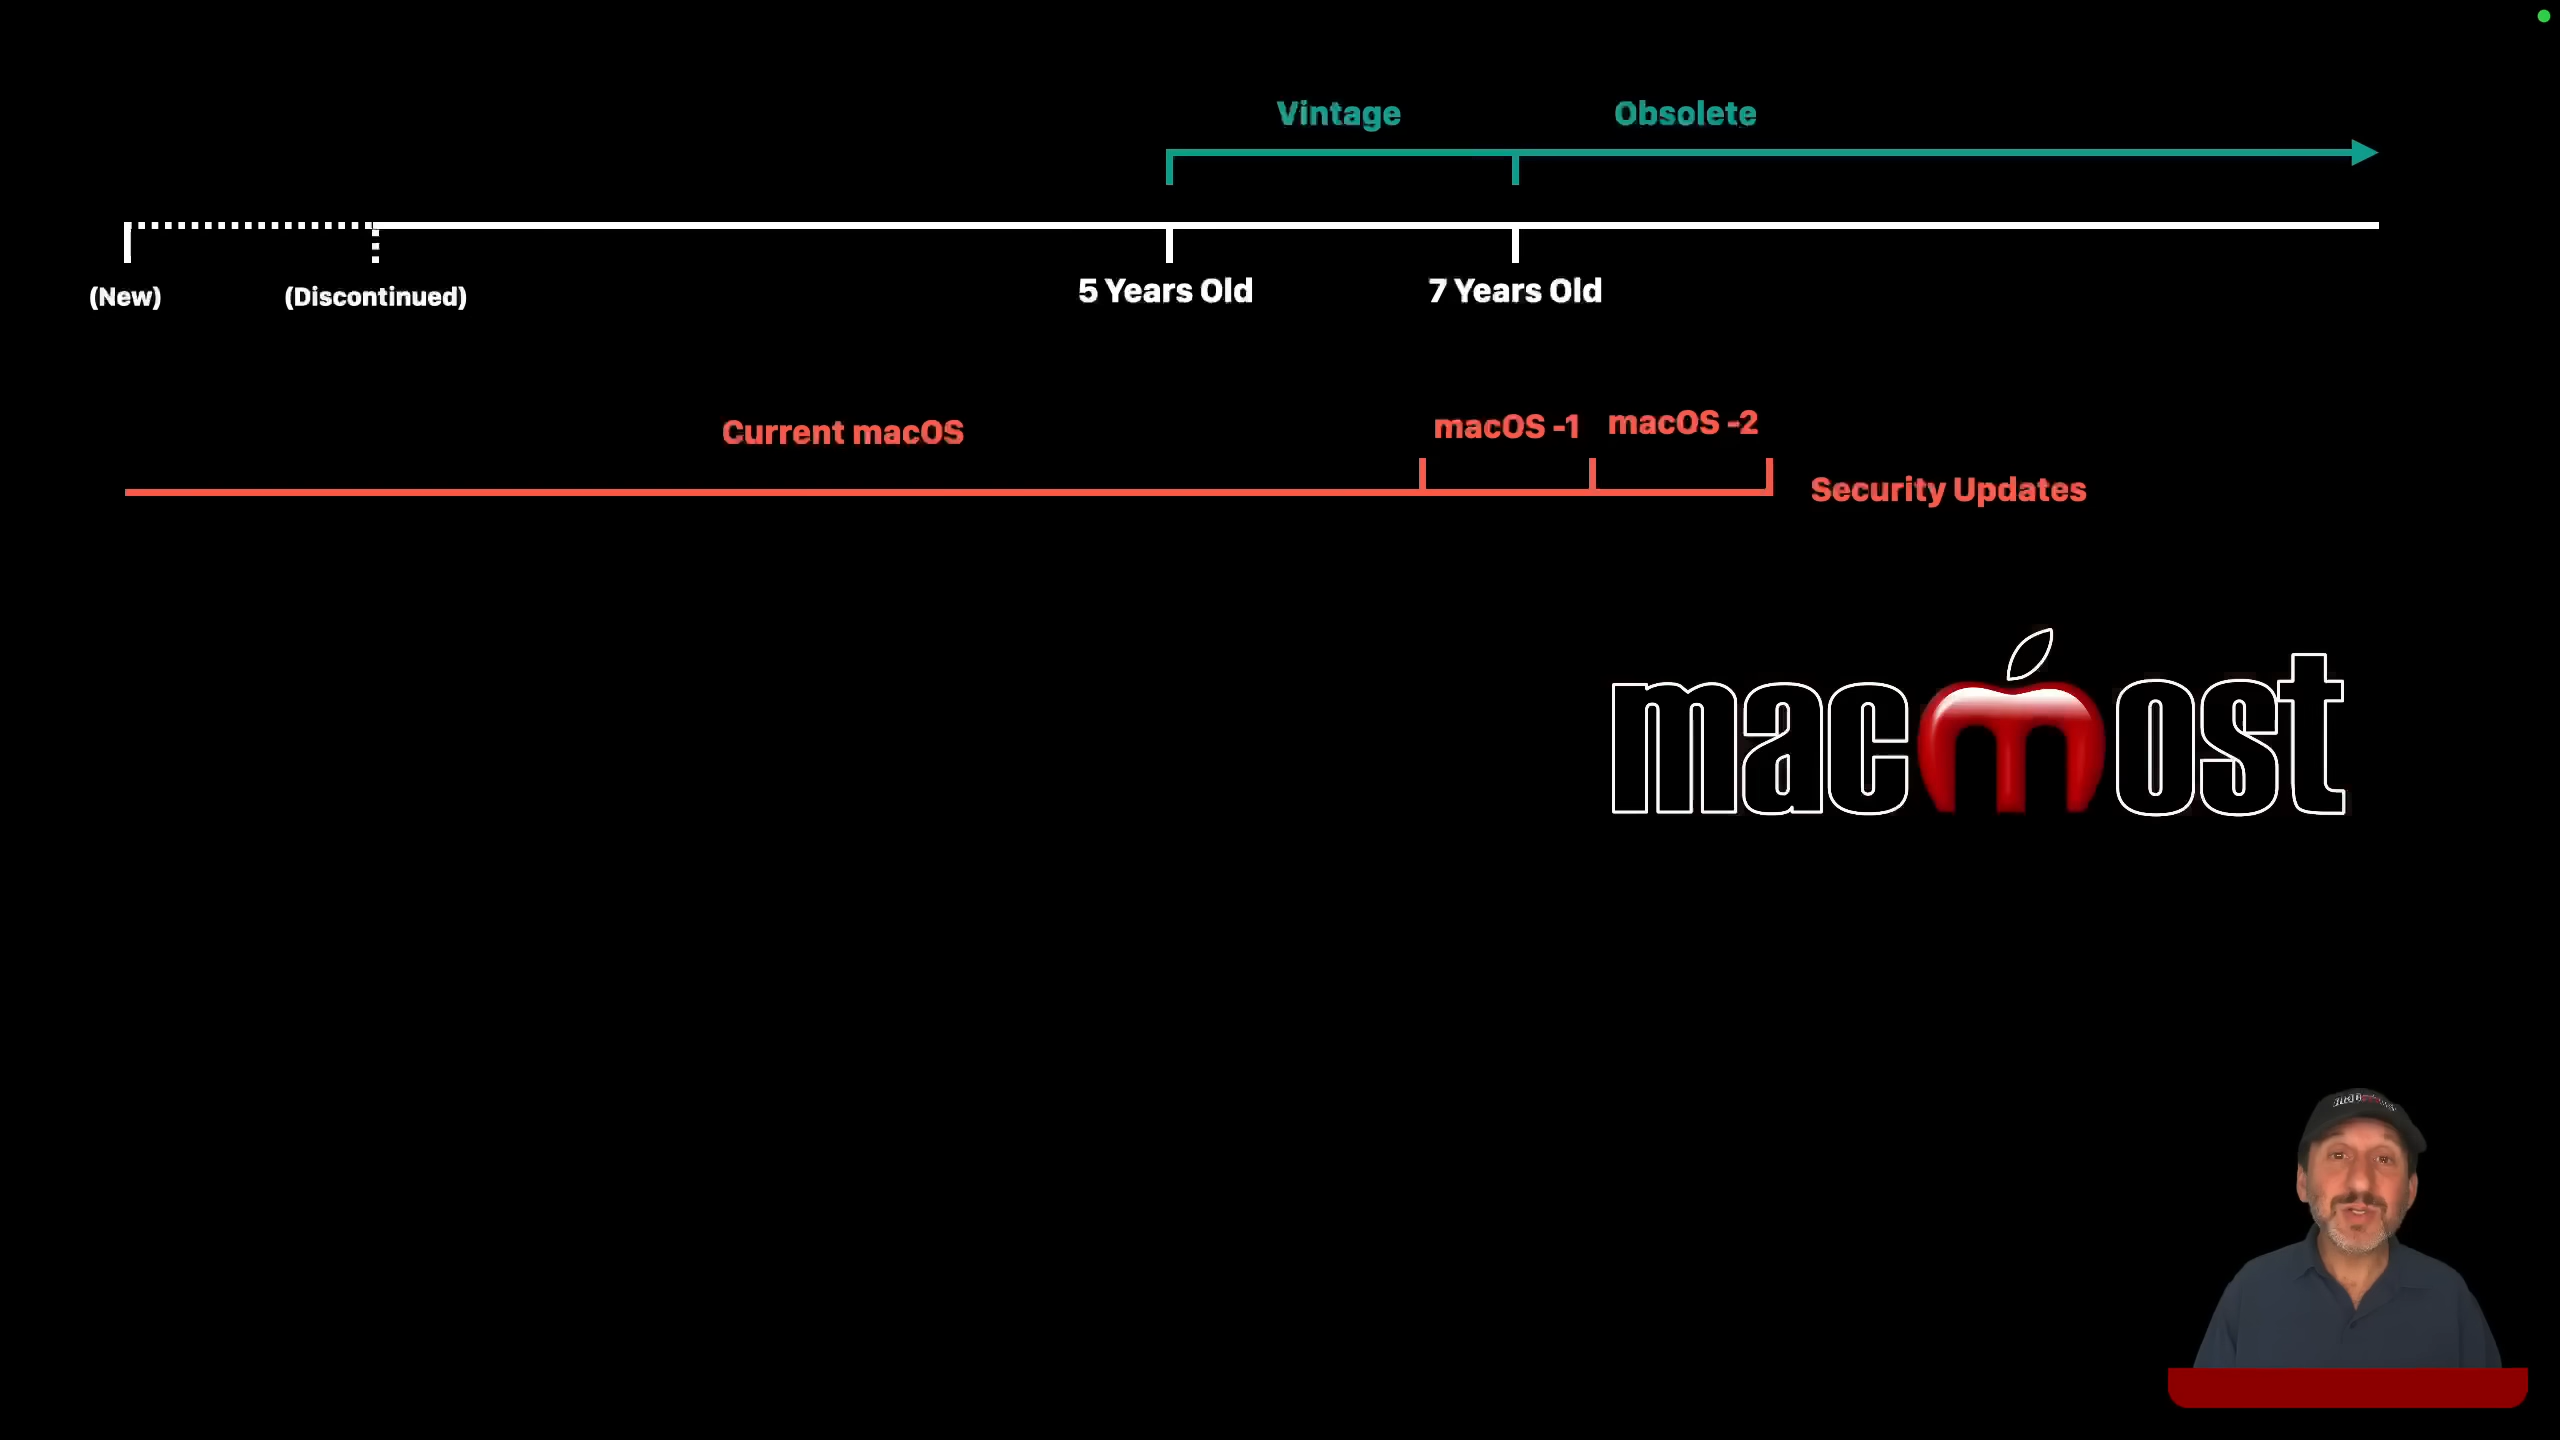 Vintage
Obsolete
(New)
(Discontinued)
5 Years Old
7 Years Old
Current macOS
macOS -1
macOS -2
Security Updates
macmost